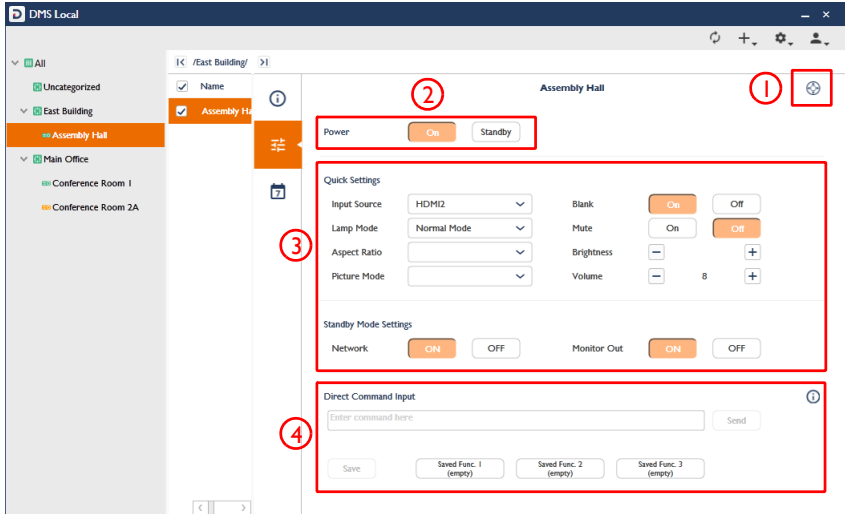 DMS Local
All
Uncategorized
East Building
Assembly Hall
Main Office
Conference Room 1
Conference Room 2A
/East Building/
Name
Assembly Ha
7
Assembly Hall
1
2
Power On Standby
3
Quick Settings
Input Source HDMI2 Blank On Off
Lamp Mode Normal Mode Mute On Off
Aspect Ratio Brightness − +
Picture Mode Volume − 8 +
Standby Mode Settings
Network ON OFF Monitor Out ON OFF
4
Direct Command Input
Enter command here Send
Save
Saved Func. 1
(empty)
Saved Func. 2
(empty)
Saved Func. 3
(empty)